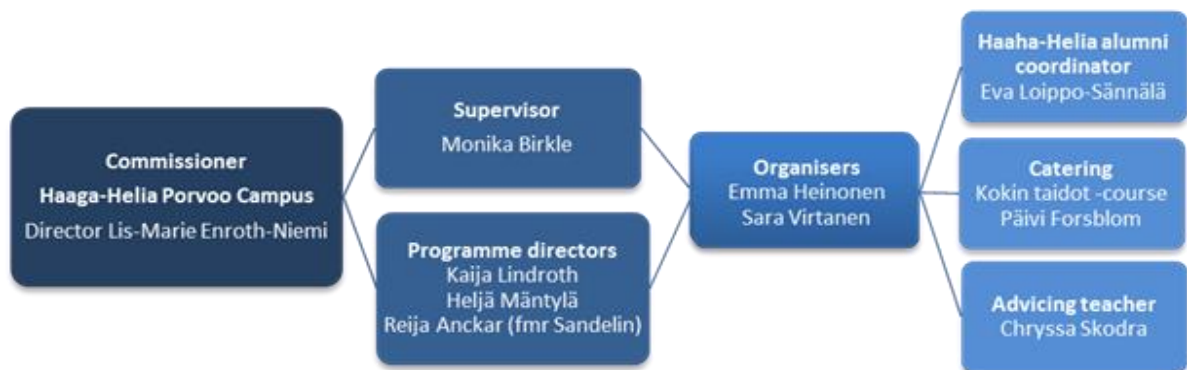 Commissioner
Haaga-Helia Porvoo Campus
Director Lis-Marie Enroth-Niemi
Supervisor
Monika Birkle
Programme directors
Kaija Lindroth
Heljä Mäntylä
Reija Anckar (fmr Sandelin)
Organisers
Emma Heinonen
Sara Virtanen
Haaha-Helia alumni
coordinator
Eva Loippo-Sännälä
Catering
Kokin taidot -course
Päivi Forsblom
Advicing teacher
Chryssa Skodra